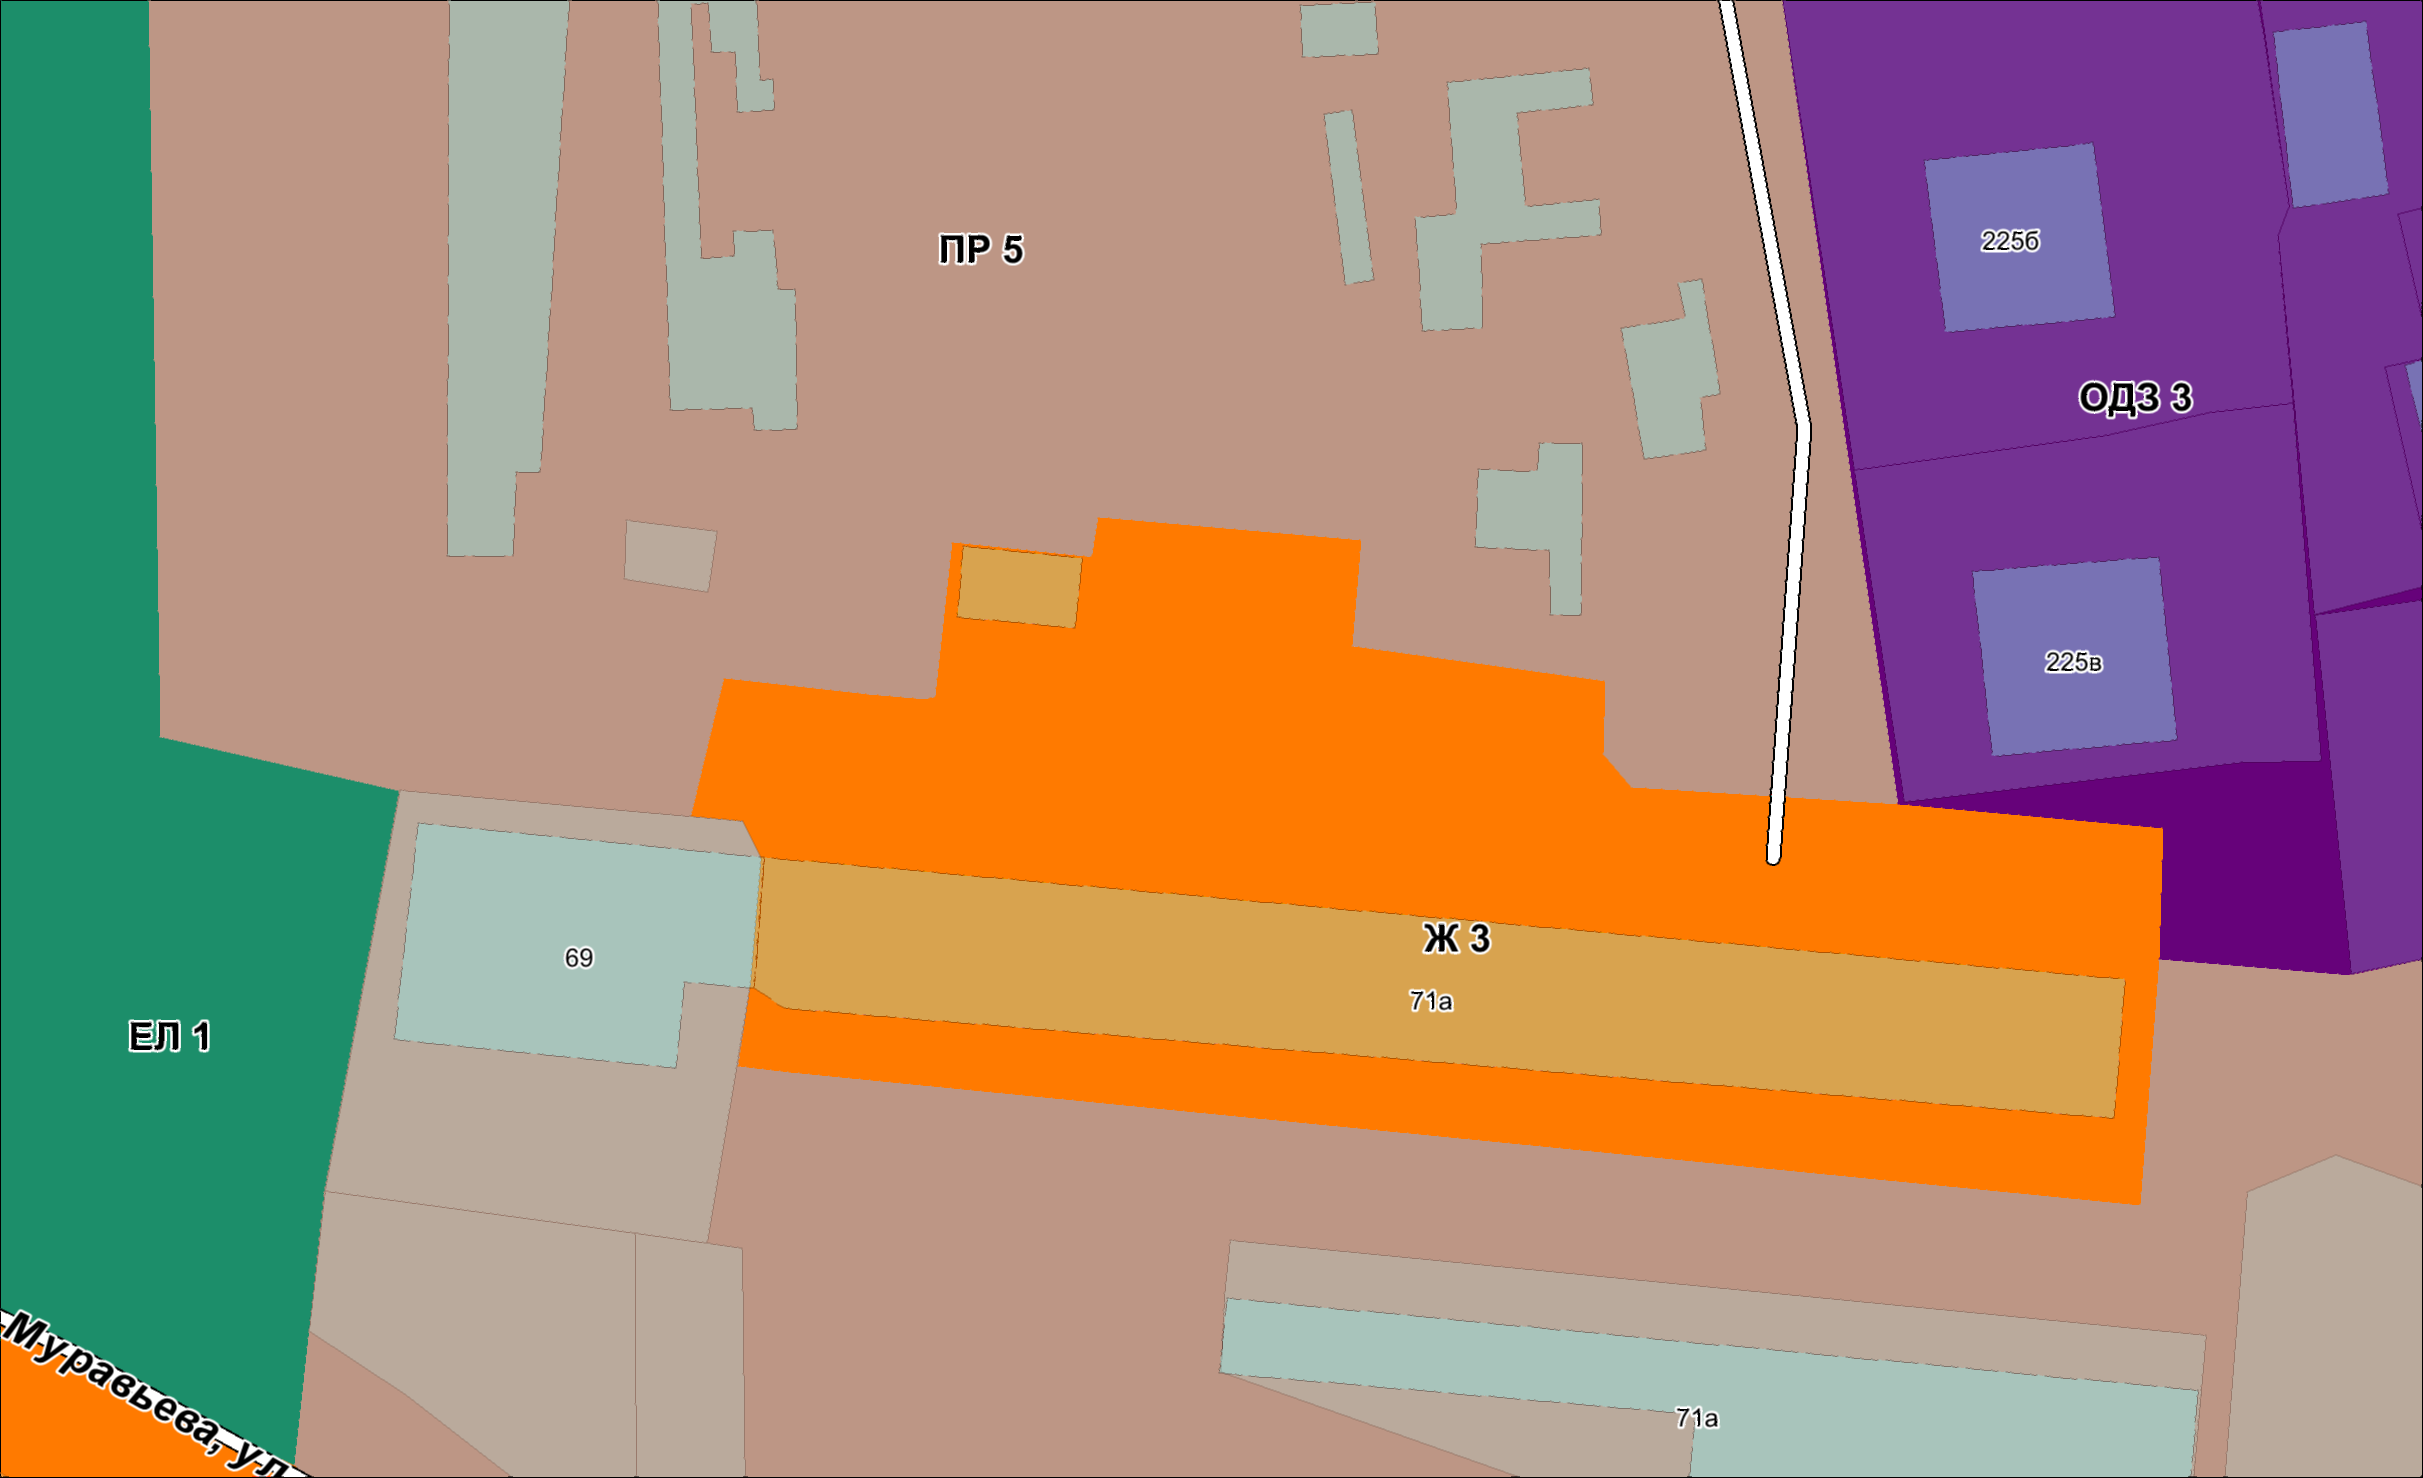 225б
ПР 5
ОДЗ 3
225в
Ж 3
69
71а
ЕЛ 1
Муравьева, ул
71а